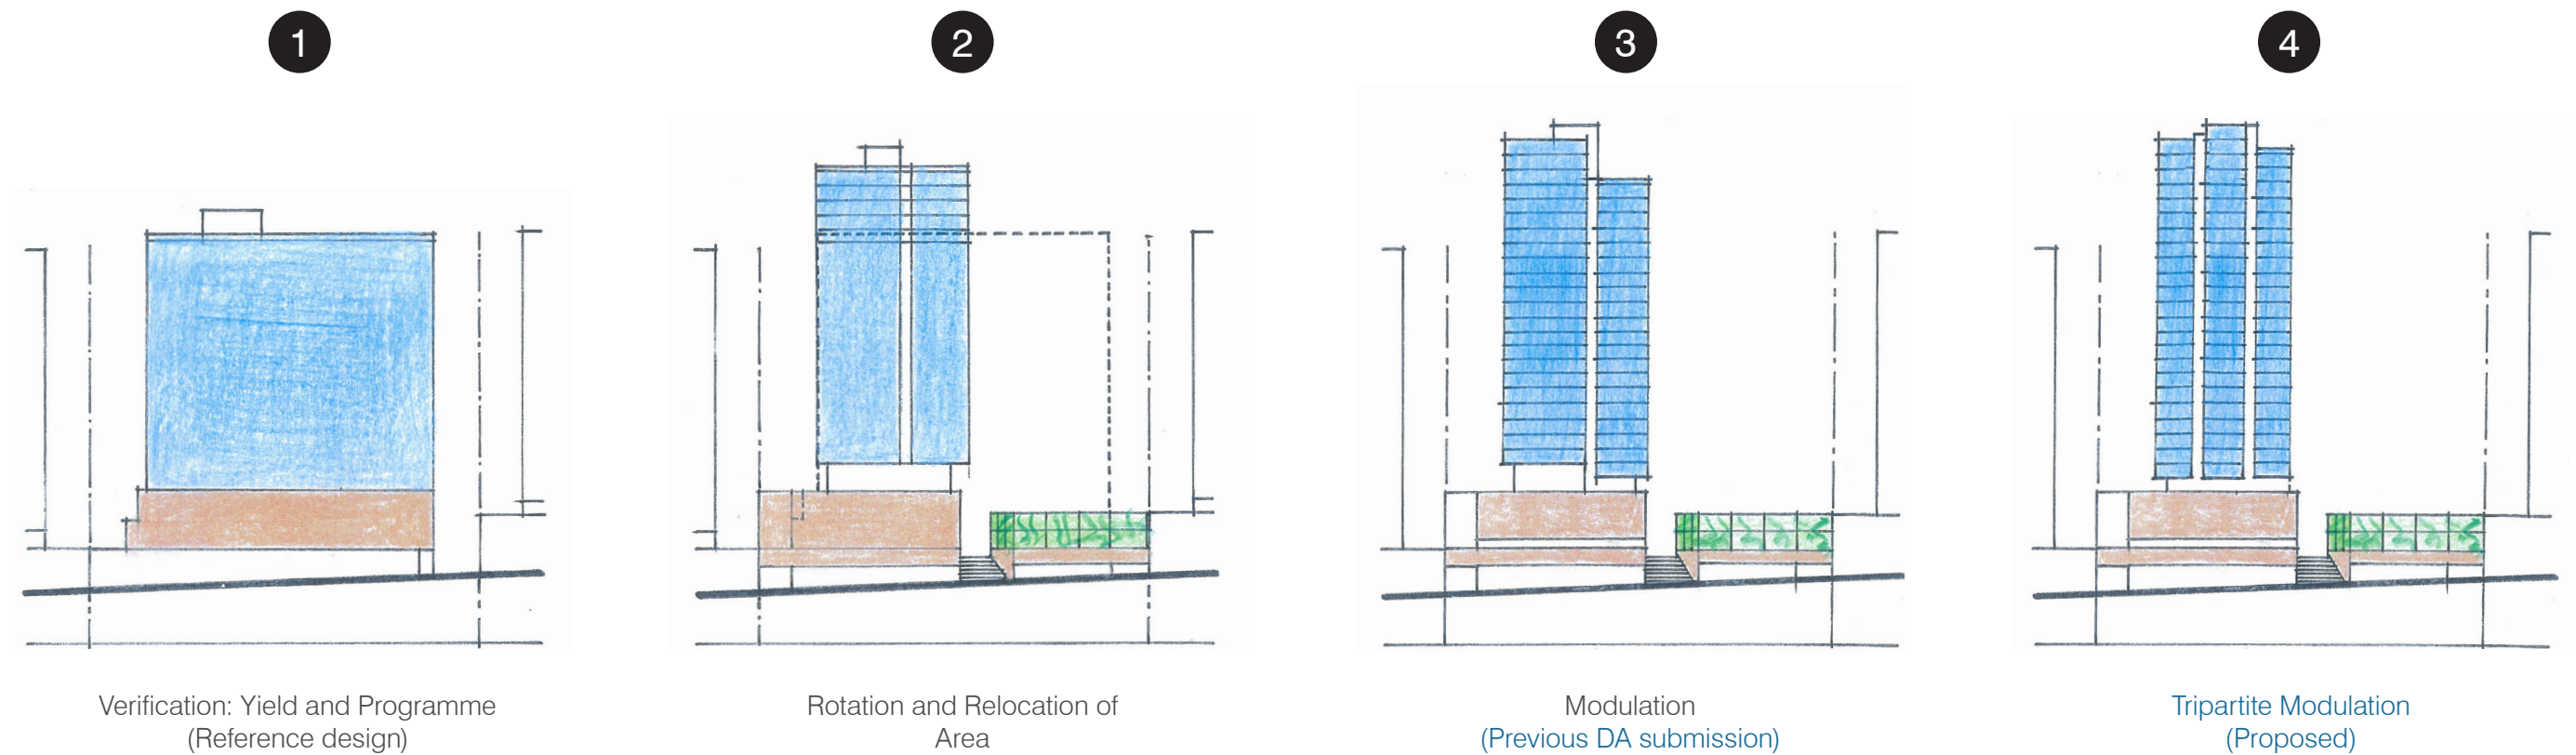 1
2
3
4
Verification: Yield and Programme
(Reference design)
Rotation and Relocation of
Area
Modulation
(Previous DA submission)
Tripartite Modulation
(Proposed)